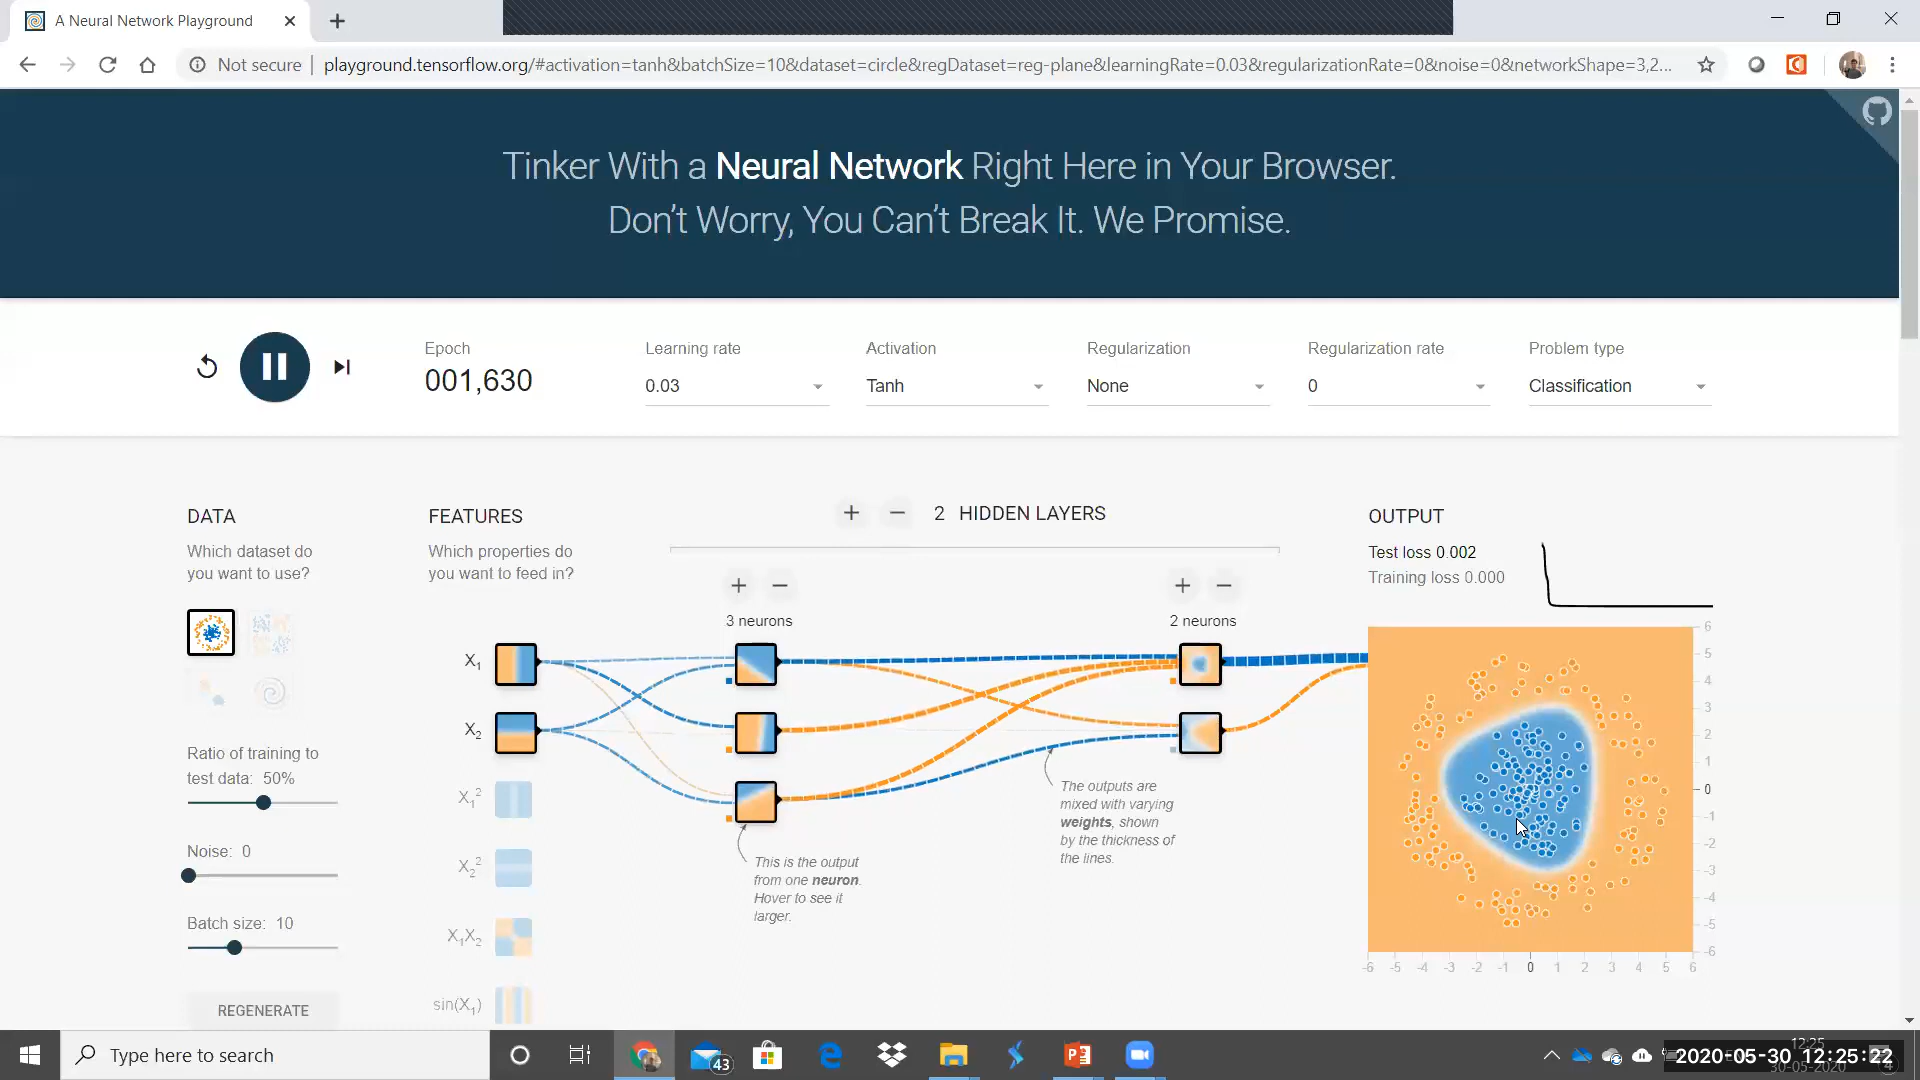 A Neural Network Playground
Not secure | playground.tensorflow.org/#activation=tanh&batchSize=10&dataset=circle&regDataset=reg-plane&learningRate=0.03&regularizationRate=0&noise=0&networkShape=3,2...
Tinker With a Neural Network Right Here in Your Browser.
Don't Worry, You Can't Break It. We Promise.
Epoch
001,630
Learning rate
0.03
Activation
Tanh
Regularization
None
Regularization rate
0
Problem type
Classification
DATA
Which dataset do
you want to use?
Ratio of training to
test data: 50%
Noise: 0
Batch size: 10
REGENERATE
FEATURES
Which properties do
you want to feed in?
X₁
X₂
X₁²
X₂²
X₁X₂
sin(X₁)
+ − 2 HIDDEN LAYERS
+ −
3 neurons
+ −
2 neurons
This is the output
from one neuron.
Hover to see it
larger.
The outputs are
mixed with varying
weights, shown
by the thickness of
the lines.
OUTPUT
Test loss 0.002
Training loss 0.000
6
5
4
3
2
1
0
-1
-2
-3
-4
-5
-6
-6 -5 -4 -3 -2 -1 0 1 2 3 4 5 6
Type here to search
43
12:25
30-05-2020
2020-05-30 12:25:22
4